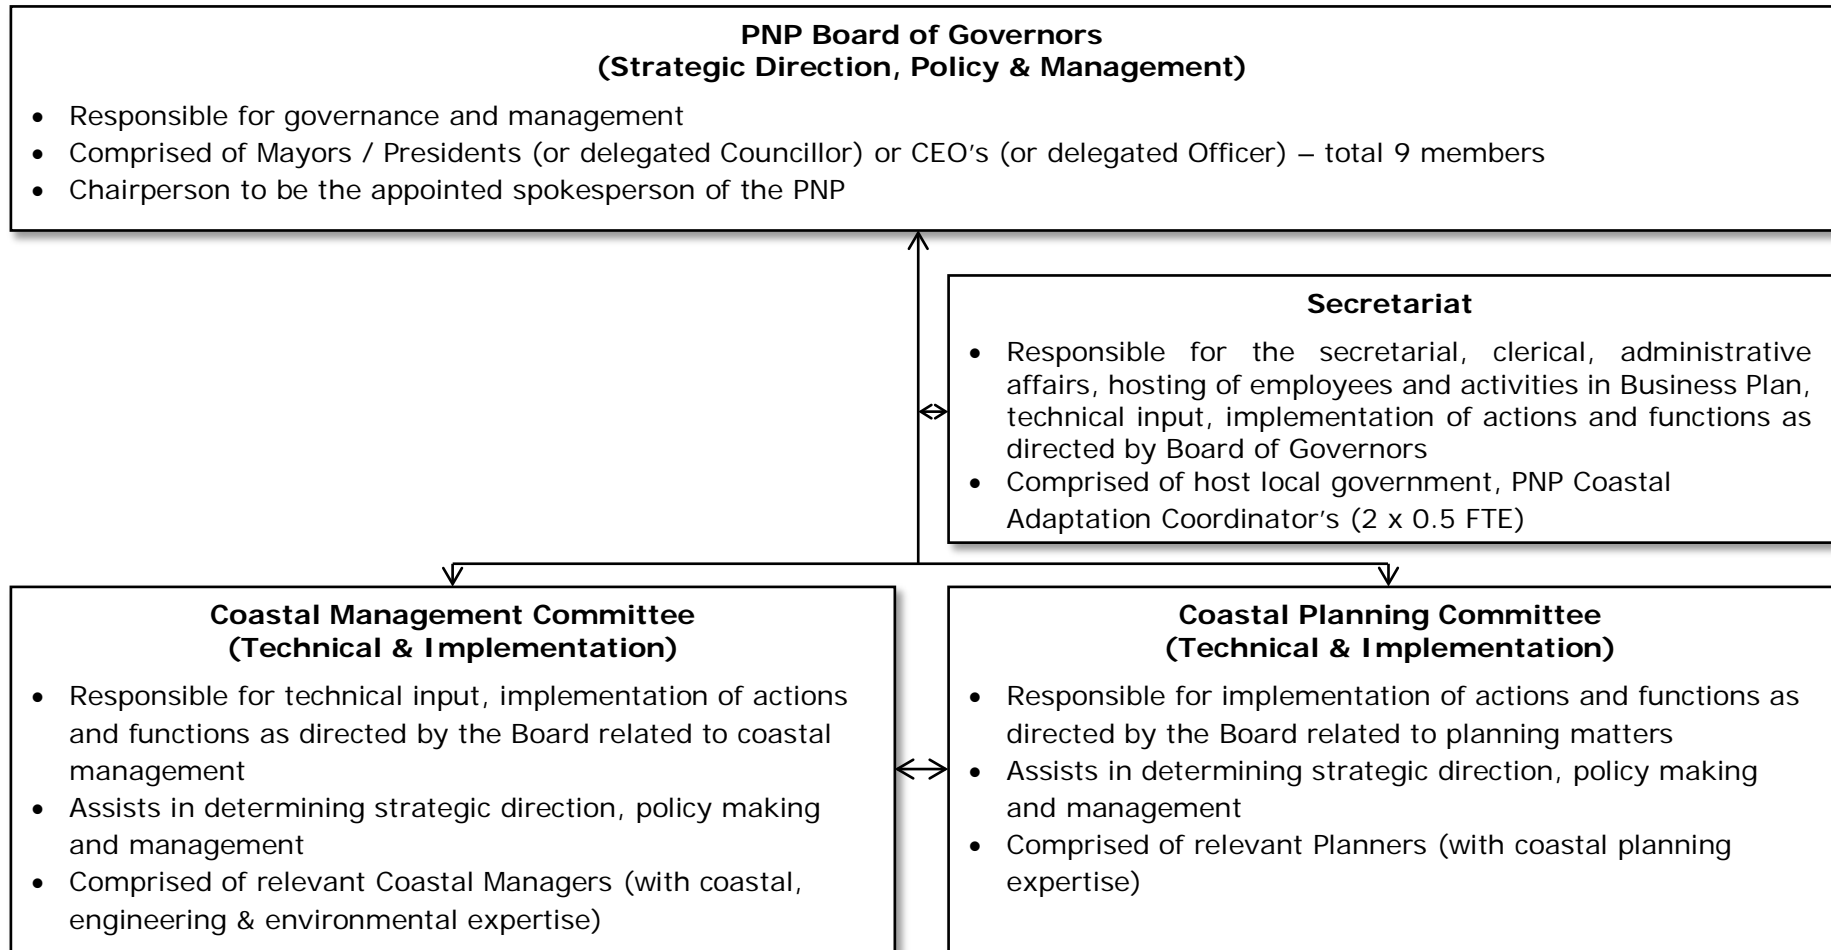 PNP Board of Governors
(Strategic Direction, Policy & Management)
• Responsible for governance and management
• Comprised of Mayors / Presidents (or delegated Councillor) or CEO's (or delegated Officer) – total 9 members
• Chairperson to be the appointed spokesperson of the PNP
Secretariat
• Responsible for the secretarial, clerical, administrative
affairs, hosting of employees and activities in Business Plan,
technical input, implementation of actions and functions as
directed by Board of Governors
• Comprised of host local government, PNP Coastal
Adaptation Coordinator's (2 x 0.5 FTE)
Coastal Management Committee
(Technical & Implementation)
• Responsible for technical input, implementation of actions
and functions as directed by the Board related to coastal
management
• Assists in determining strategic direction, policy making
and management
• Comprised of relevant Coastal Managers (with coastal,
engineering & environmental expertise)
Coastal Planning Committee
(Technical & Implementation)
• Responsible for implementation of actions and functions as
directed by the Board related to planning matters
• Assists in determining strategic direction, policy making
and management
• Comprised of relevant Planners (with coastal planning
expertise)